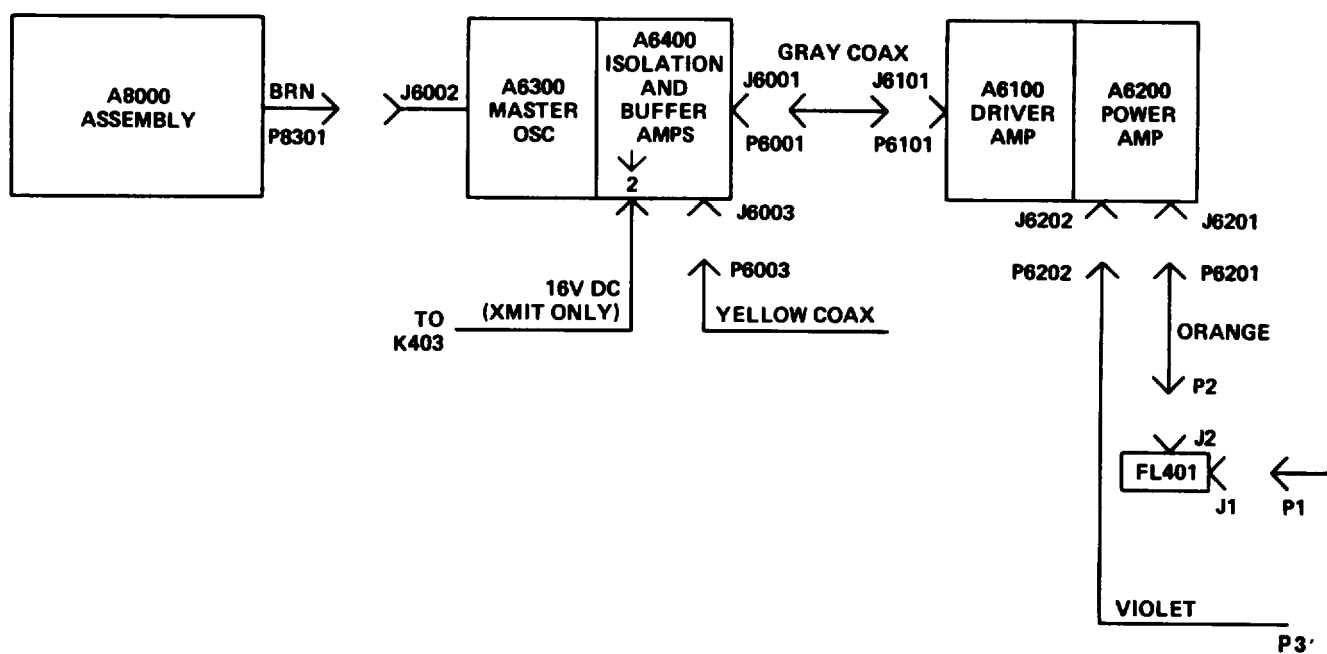 A8000
ASSEMBLY
BRN
P8301
J6002
A6300
MASTER
OSC
A6400
ISOLATION
AND
BUFFER
AMPS
2
GRAY COAX
J6001
J6101
P6001
P6101
A6100
DRIVER
AMP
A6200
POWER
AMP
J6003
P6003
J6202
J6201
P6202
P6201
16V DC
(XMIT ONLY)
TO
K403
YELLOW COAX
ORANGE
P2
J2
FL401
J1
P1
VIOLET
P3'